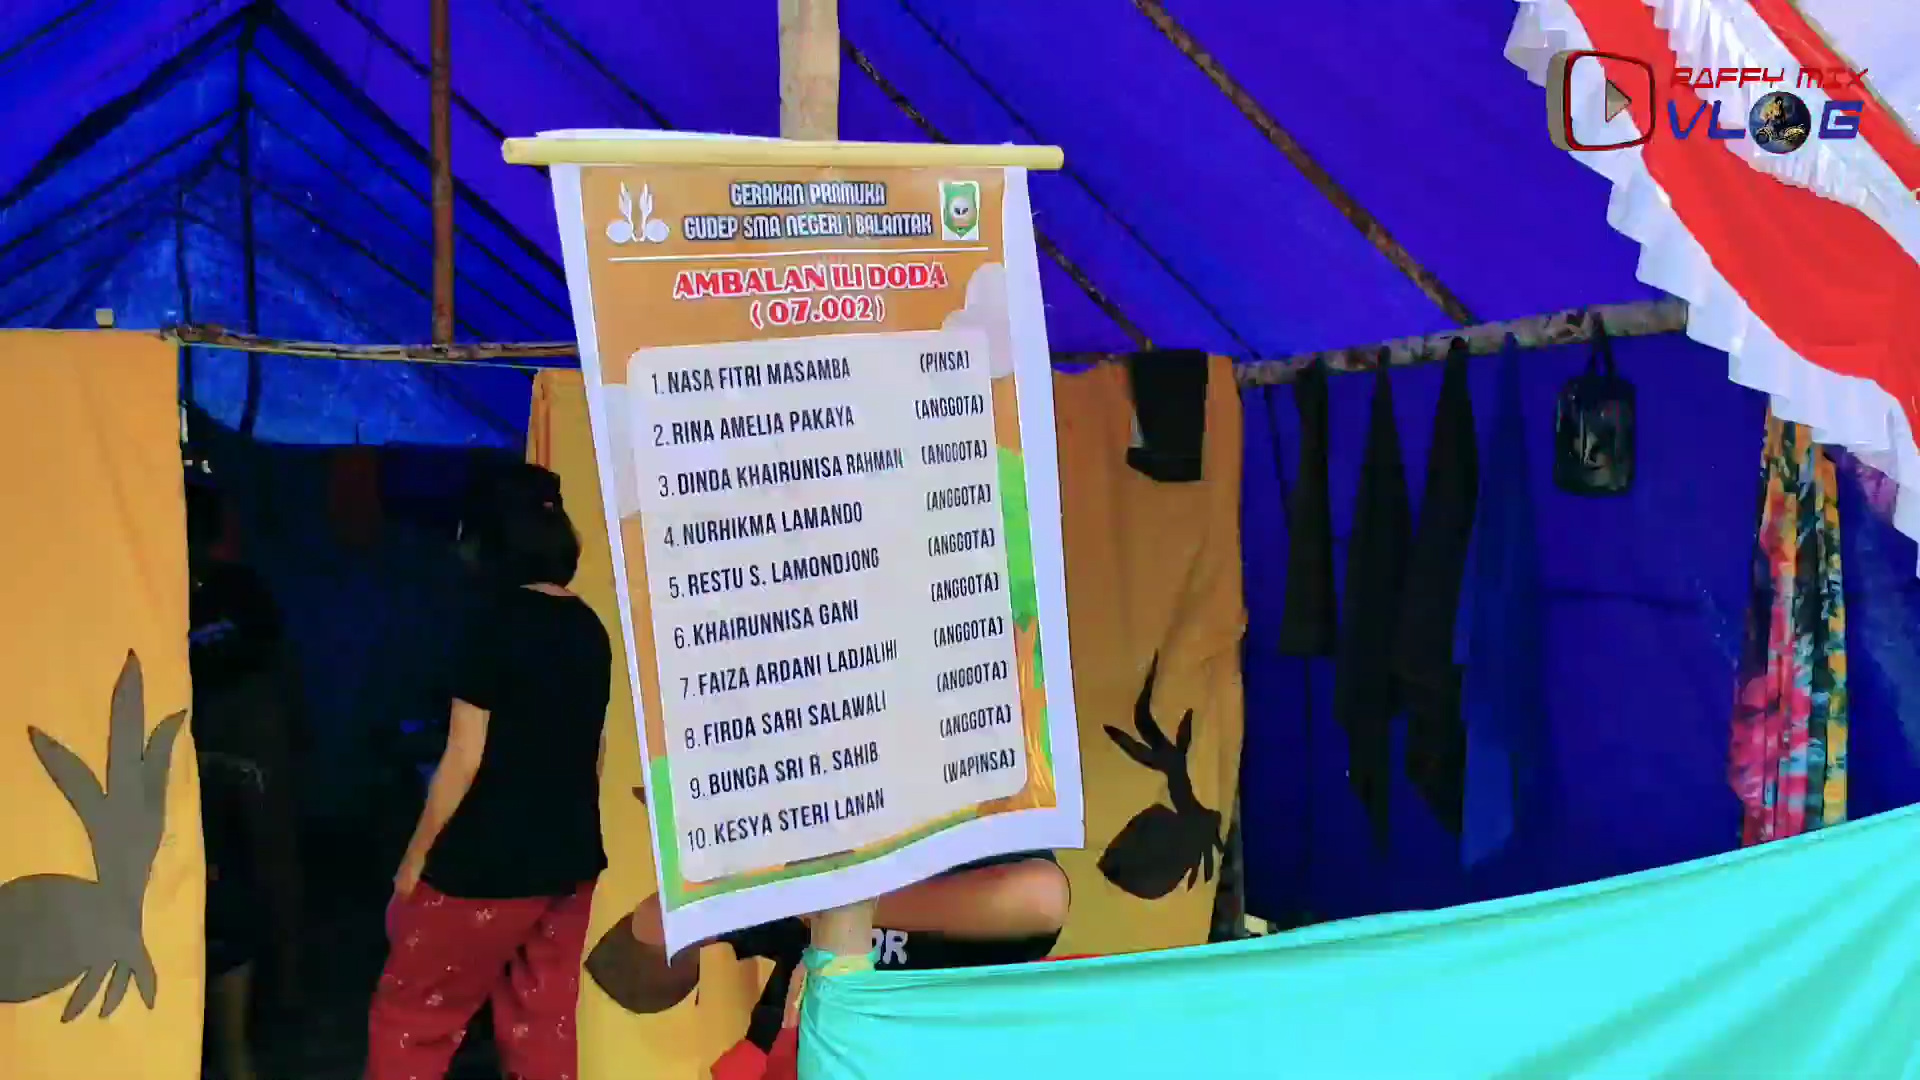 RAFFY MIX
VLOG
GERAKAN PRAMUKA
GUDEP SMA NEGERI 1 BALANTAK
AMBALAN ILI DODA
(07.002)
1. NASA FITRI MASAMBA (PINSA)
2. RINA AMELIA PAKAYA (ANGGOTA)
3. DINDA KHAIRUNISA RAHMAN (ANGGOTA)
4. NURHIKMA LAMANDO (ANGGOTA)
5. RESTU S. LAMONDJONG (ANGGOTA)
6. KHAIRUNNISA GANI (ANGGOTA)
7. FAIZA ARDANI LADJALIHI (ANGGOTA)
8. FIRDA SARI SALAWALI (ANGGOTA)
9. BUNGA SRI R. SAHIB (ANGGOTA)
10. KESYA STERI LANAN (WAPINSA)